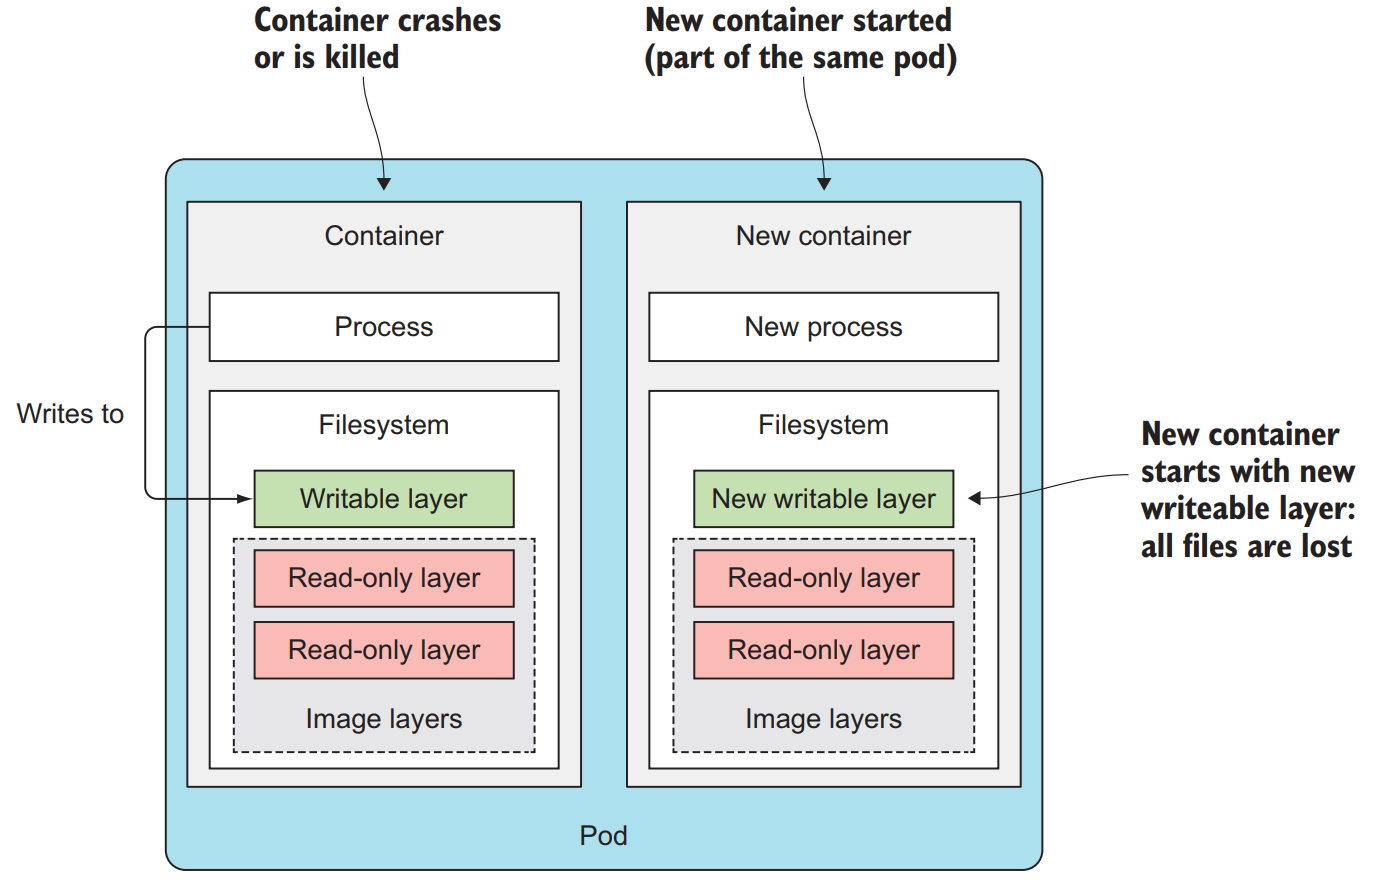 Container crashes
or is killed
New container started
(part of the same pod)
Container
New container
Process
New process
Writes to
Filesystem
Filesystem
Writable layer
New writable layer
Read-only layer
Read-only layer
Read-only layer
Read-only layer
Image layers
Image layers
New container
starts with new
writeable layer:
all files are lost
Pod